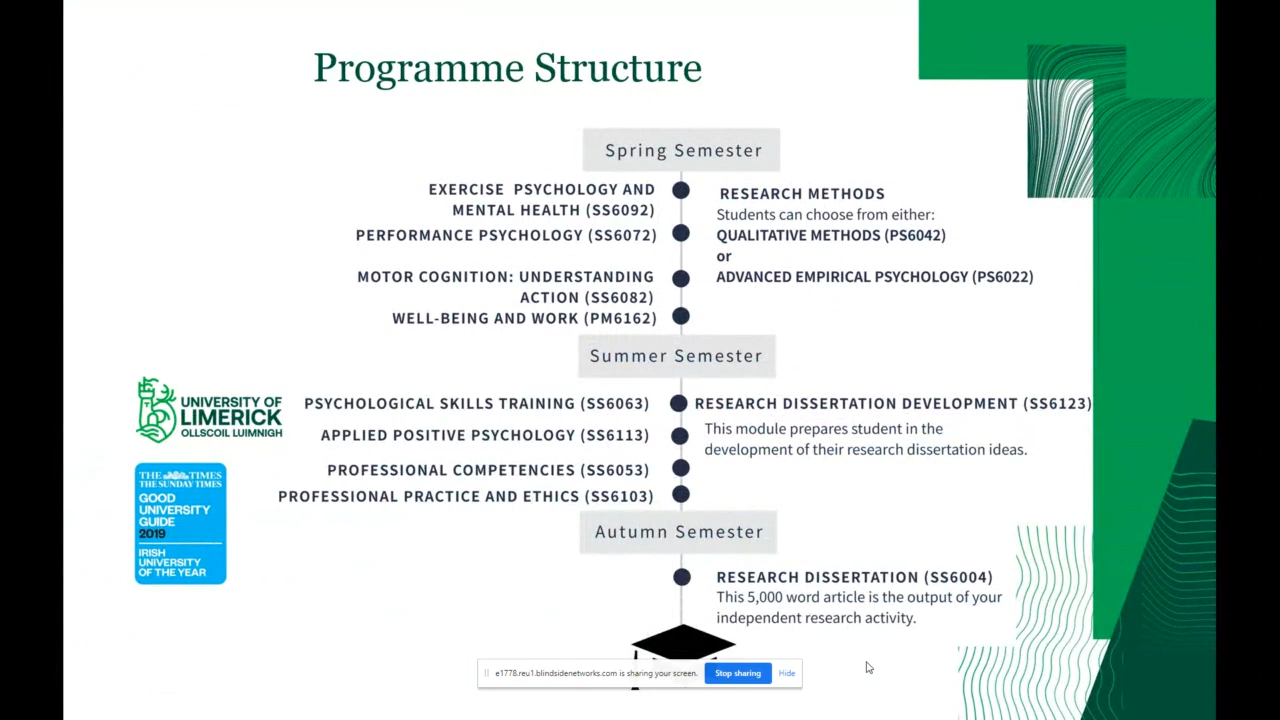 Programme Structure
Spring Semester
EXERCISE PSYCHOLOGY AND
MENTAL HEALTH (SS6092)
PERFORMANCE PSYCHOLOGY (SS6072)
MOTOR COGNITION: UNDERSTANDING
ACTION (SS6082)
WELL-BEING AND WORK (PM6162)
RESEARCH METHODS
Students can choose from either:
QUALITATIVE METHODS (PS6042)
or
ADVANCED EMPIRICAL PSYCHOLOGY (PS6022)
Summer Semester
PSYCHOLOGICAL SKILLS TRAINING (SS6063)
APPLIED POSITIVE PSYCHOLOGY (SS6113)
PROFESSIONAL COMPETENCIES (SS6053)
PROFESSIONAL PRACTICE AND ETHICS (SS6103)
RESEARCH DISSERTATION DEVELOPMENT (SS6123)
This module prepares student in the
development of their research dissertation ideas.
UNIVERSITY OF
LIMERICK
OLLSCOIL LUIMNIGH
THE TIMES
THE SUNDAY TIMES
GOOD
UNIVERSITY
GUIDE
2019
IRISH
UNIVERSITY
OF THE YEAR
Autumn Semester
RESEARCH DISSERTATION (SS6004)
This 5,000 word article is the output of your
independent research activity.
e1778.reu1.blindsidenetworks.com is sharing your screen.
Stop sharing
Hide